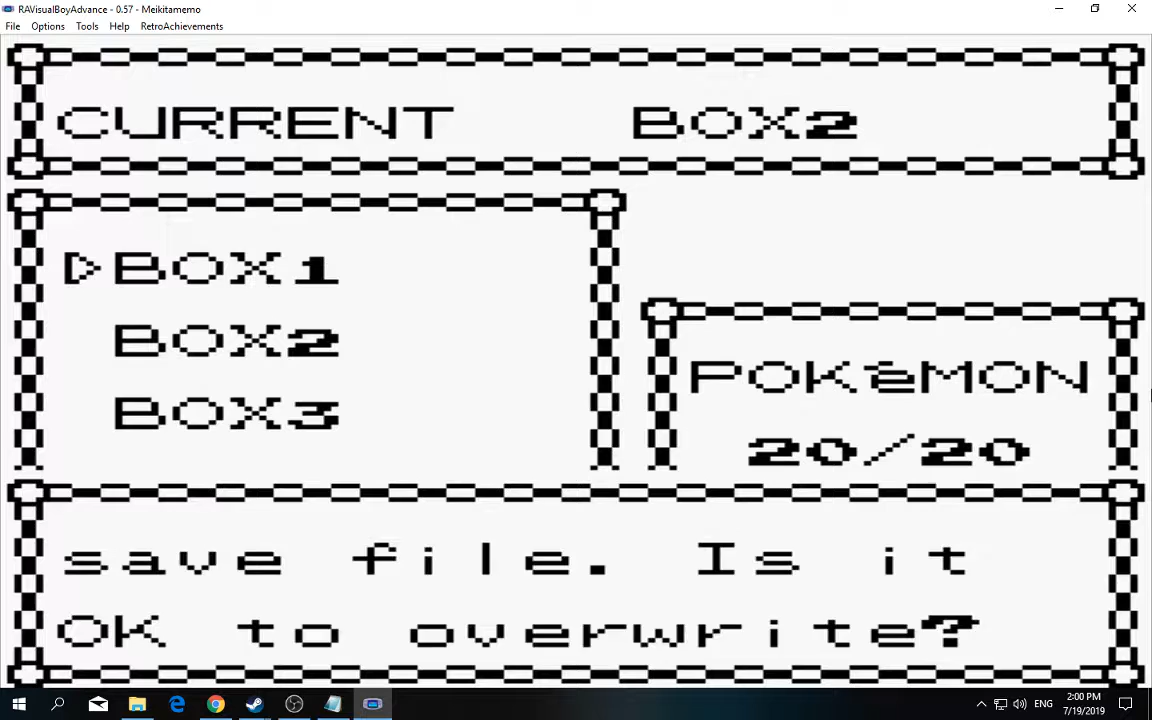 RAVisualBoyAdvance - 0.57 - Meikitamemo
File Options Tools Help RetroAchievements
CURRENT BOX2
BOX1
BOX2
BOX3
POKéMON
20/20
save file. Is it
OK to overwrite?
ENG
2:00 PM
7/19/2019